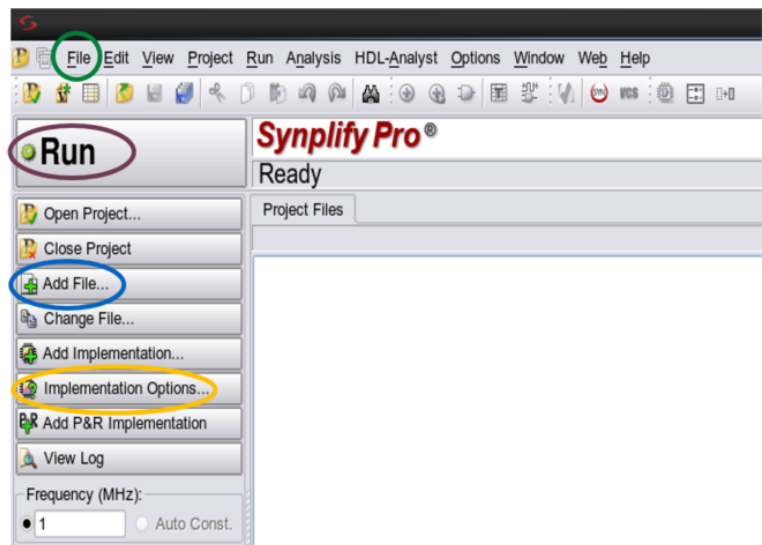 File Edit View Project Run Analysis HDL-Analyst Options Window Web Help
VCS
Run
Synplify Pro®
Ready
Open Project...
Project Files
Close Project
Add File...
Change File...
Add Implementation...
Implementation Options...
P&R Add P&R Implementation
View Log
Frequency (MHz):
1 Auto Const.